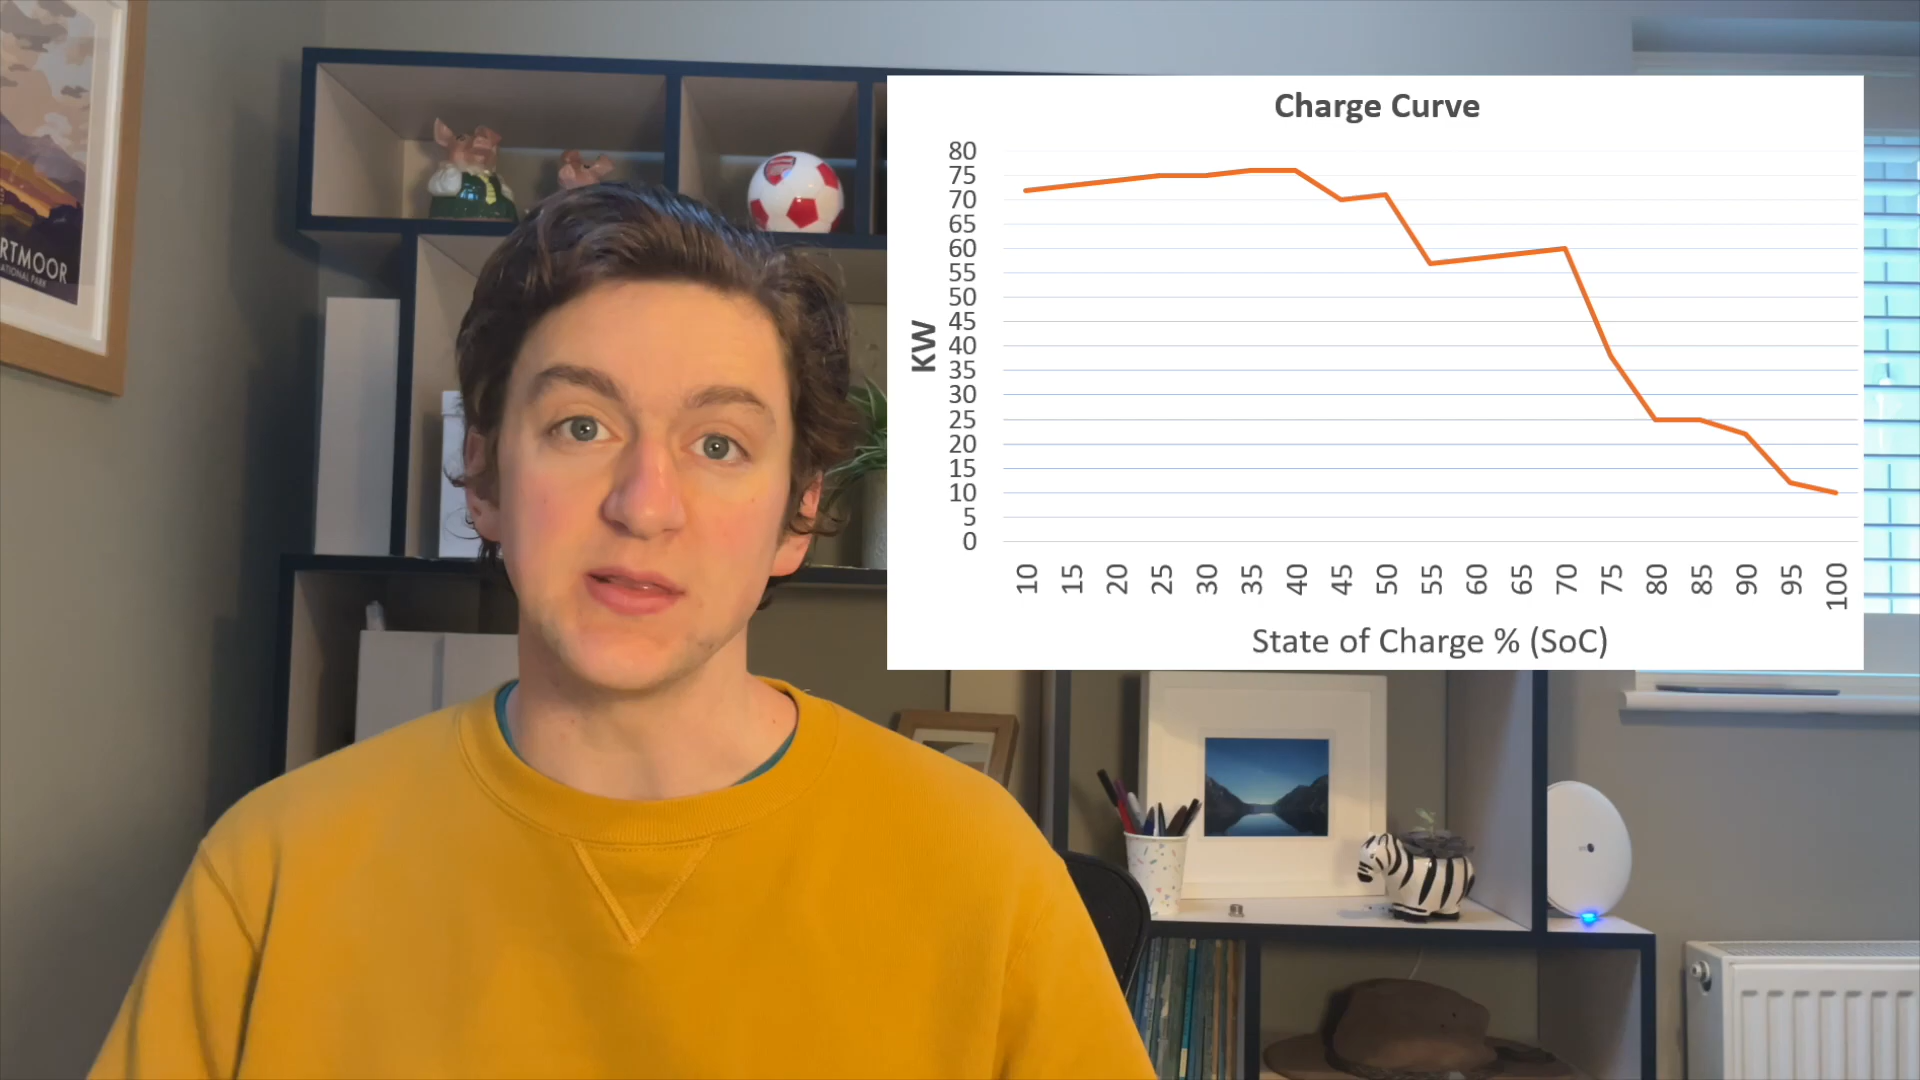 RTMOOR
ATIONAL PARK
Charge Curve
80
75
70
65
60
55
50
45
40
35
30
25
20
15
10
5
0
KW
10 15 20 25 30 35 40 45 50 55 60 65 70 75 80 85 90 95 100
State of Charge % (SoC)